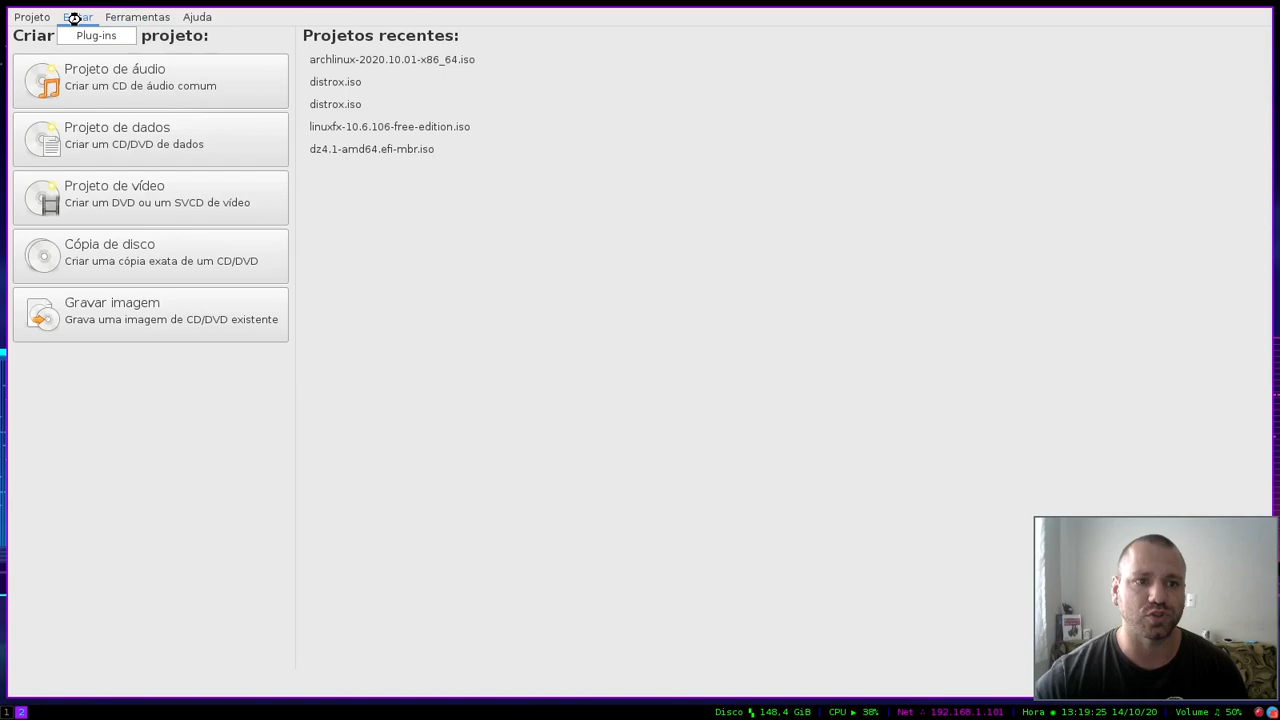 Projeto Editar Ferramentas Ajuda
Plug-ins
Criar projeto:
Projeto de áudio
Criar um CD de áudio comum
Projeto de dados
Criar um CD/DVD de dados
Projeto de vídeo
Criar um DVD ou um SVCD de vídeo
Cópia de disco
Criar uma cópia exata de um CD/DVD
Gravar imagem
Grava uma imagem de CD/DVD existente
Projetos recentes:
archlinux-2020.10.01-x86_64.iso
distrox.iso
distrox.iso
linuxfx-10.6.106-free-edition.iso
dz4.1-amd64.efi-mbr.iso
1 2
Disco 148,4 GiB CPU 38% Net 192.168.1.101 Hora 13:19:25 14/10/20 Volume ♫ 50%